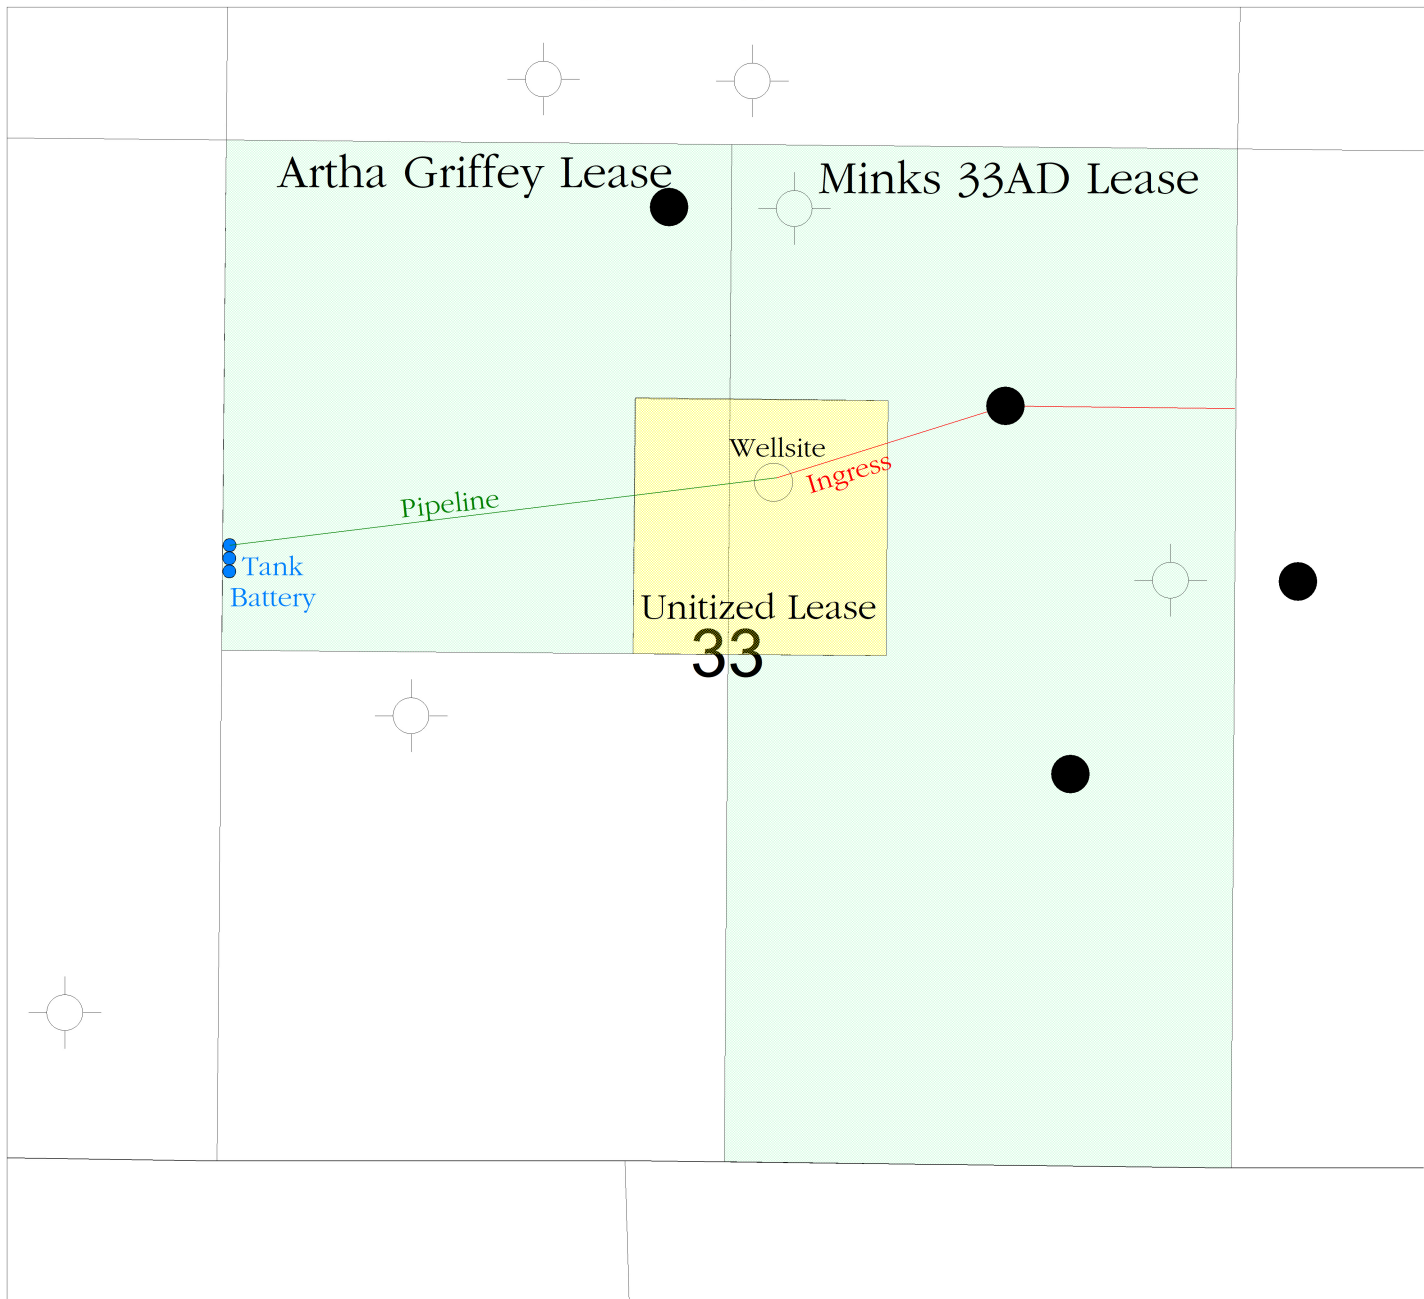 Artha Griffey Lease
Minks 33AD Lease
Wellsite
Ingress
Pipeline
Tank
Battery
Unitized Lease
33